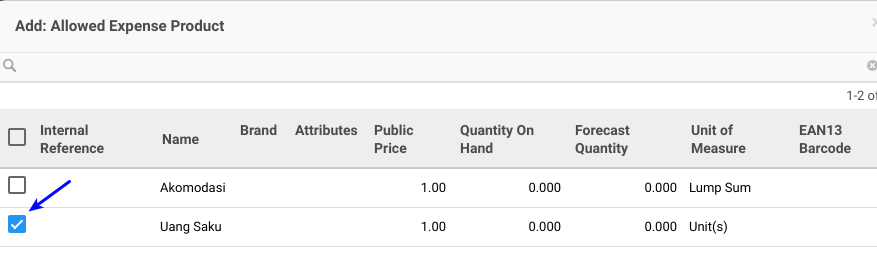 Add: Allowed Expense Product
1-2 of
Internal Reference Name Brand Attributes Public Price Quantity On Hand Forecast Quantity Unit of Measure EAN13 Barcode
Akomodasi 1.00 0.000 0.000 Lump Sum
Uang Saku 1.00 0.000 0.000 Unit(s)